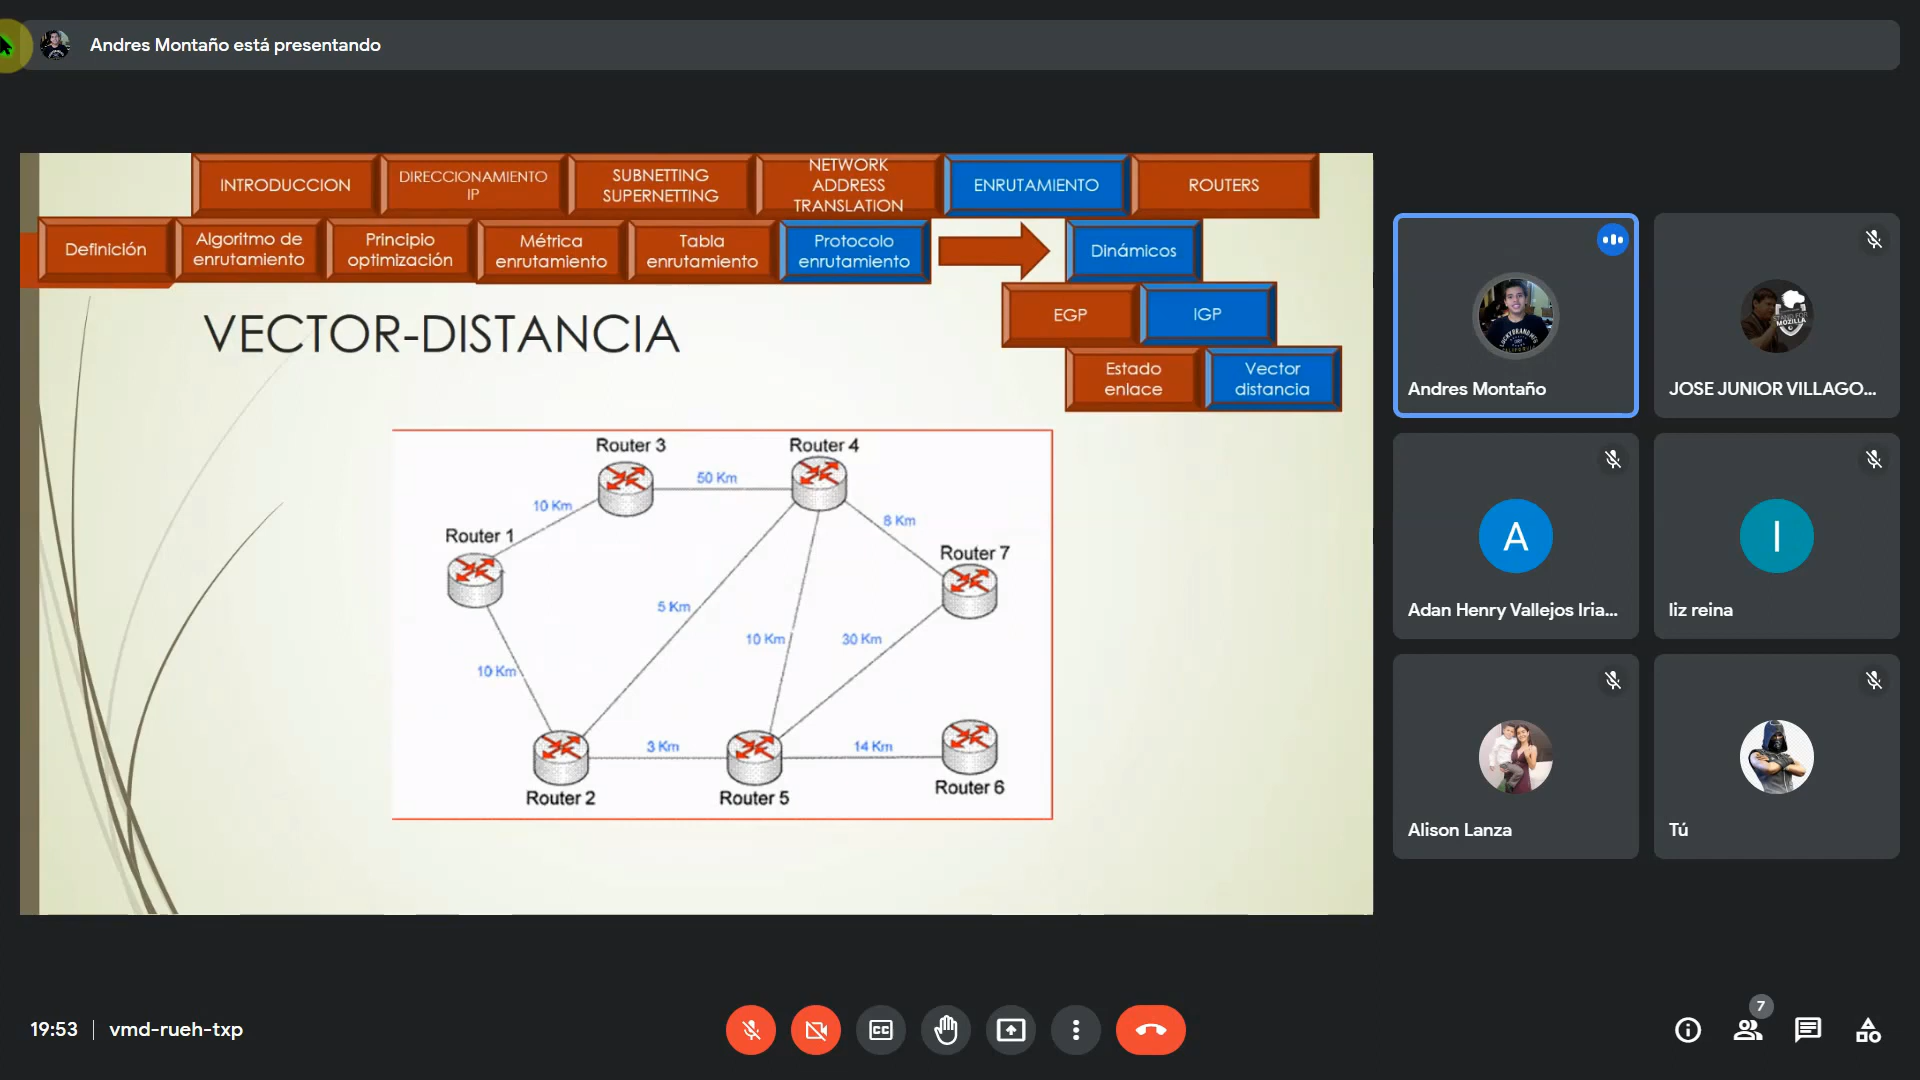 Andres Montaño está presentando
INTRODUCCION
DIRECCIONAMIENTO
IP
SUBNETTING
SUPERNETTING
NETWORK
ADDRESS
TRANSLATION
ENRUTAMIENTO
ROUTERS
Definición
Algoritmo de
enrutamiento
Principio
optimización
Métrica
enrutamiento
Tabla
enrutamiento
Protocolo
enrutamiento
Dinámicos
EGP
IGP
Estado
enlace
Vector
distancia
VECTOR-DISTANCIA
Router 3
Router 4
50 Km
10 Km
8 Km
Router 1
Router 7
5 Km
10 Km
30 Km
10 Km
3 Km
14 Km
Router 2
Router 5
Router 6
Andres Montaño
STAND FOR
MOZILLA
JOSE JUNIOR VILLAGO...
A
Adan Henry Vallejos Iria...
l
liz reina
Alison Lanza
Tú
19:53
vmd-rueh-txp
CC
7